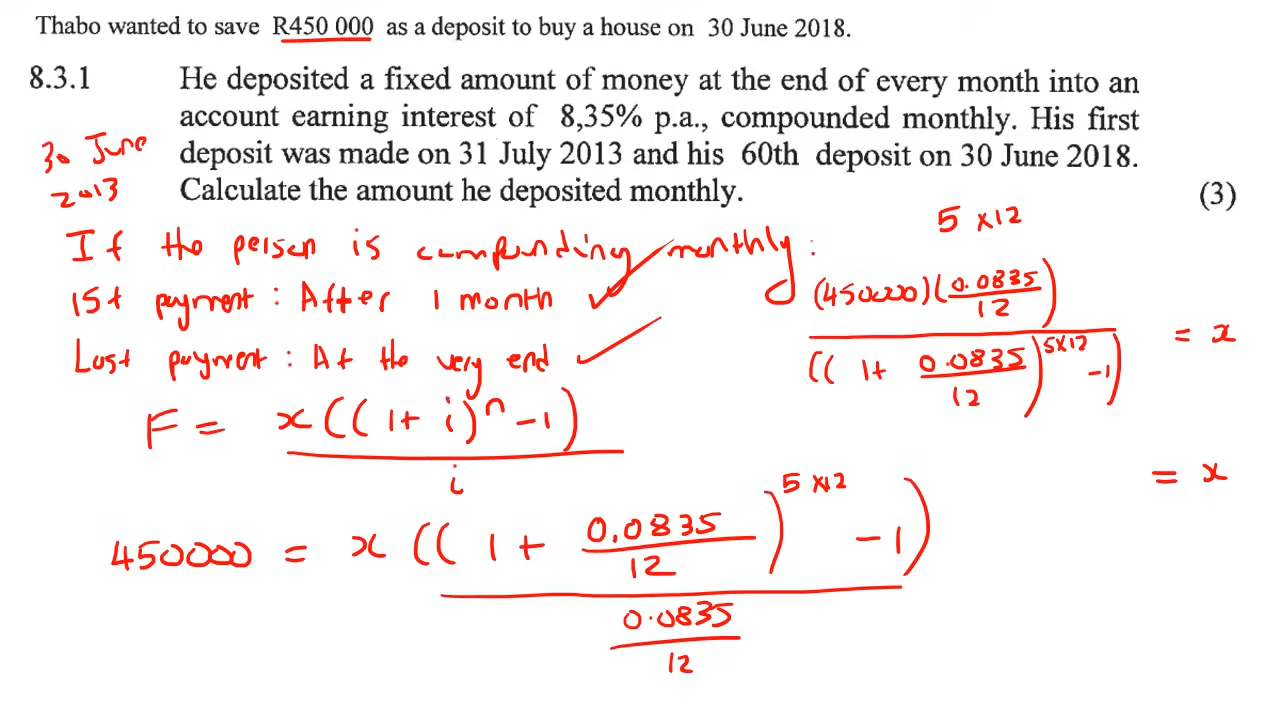 Thabo wanted to save R450 000 as a deposit to buy a house on 30 June 2018.
8.3.1 He deposited a fixed amount of money at the end of every month into an
account earning interest of 8,35% p.a., compounded monthly. His first
deposit was made on 31 July 2013 and his 60th deposit on 30 June 2018.
Calculate the amount he deposited monthly. (3)
30 June
2013
If the person is compounding monthly:
1st payment: After 1 month
Last payment: At the very end
F = x((1+i)^n -1)
i
450000 = x((1+ 0.0835/12)^5×12 -1)
0.0835
12
5 ×12
(450000)(0.0835/12)
((1+ 0.0835/12)^5×12 -1) = x
= x